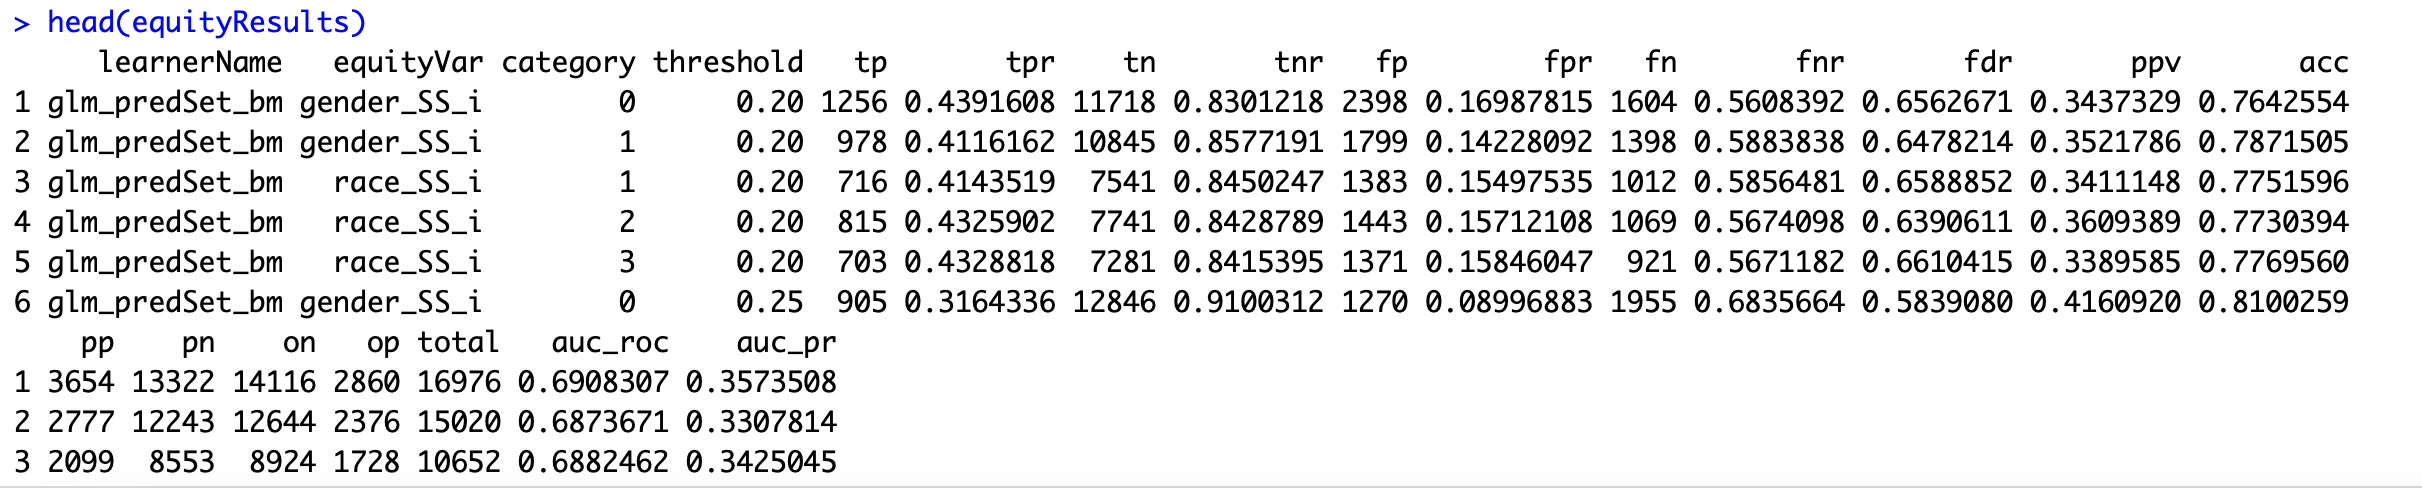 > head(equityResults)
learnerName equityVar category threshold tp tpr tn tnr fp fpr fn fnr fdr ppv acc
1 glm_predSet_bm gender_SS_i 0 0.20 1256 0.4391608 11718 0.8301218 2398 0.16987815 1604 0.5608392 0.6562671 0.3437329 0.7642554
2 glm_predSet_bm gender_SS_i 1 0.20 978 0.4116162 10845 0.8577191 1799 0.14228092 1398 0.5883838 0.6478214 0.3521786 0.7871505
3 glm_predSet_bm race_SS_i 1 0.20 716 0.4143519 7541 0.8450247 1383 0.15497535 1012 0.5856481 0.6588852 0.3411148 0.7751596
4 glm_predSet_bm race_SS_i 2 0.20 815 0.4325902 7741 0.8428789 1443 0.15712108 1069 0.5674098 0.6390611 0.3609389 0.7730394
5 glm_predSet_bm race_SS_i 3 0.20 703 0.4328818 7281 0.8415395 1371 0.15846047 921 0.5671182 0.6610415 0.3389585 0.7769560
6 glm_predSet_bm gender_SS_i 0 0.25 905 0.3164336 12846 0.9100312 1270 0.08996883 1955 0.6835664 0.5839080 0.4160920 0.8100259
pp pn on op total auc_roc auc_pr
1 3654 13322 14116 2860 16976 0.6908307 0.3573508
2 2777 12243 12644 2376 15020 0.6873671 0.3307814
3 2099 8553 8924 1728 10652 0.6882462 0.3425045